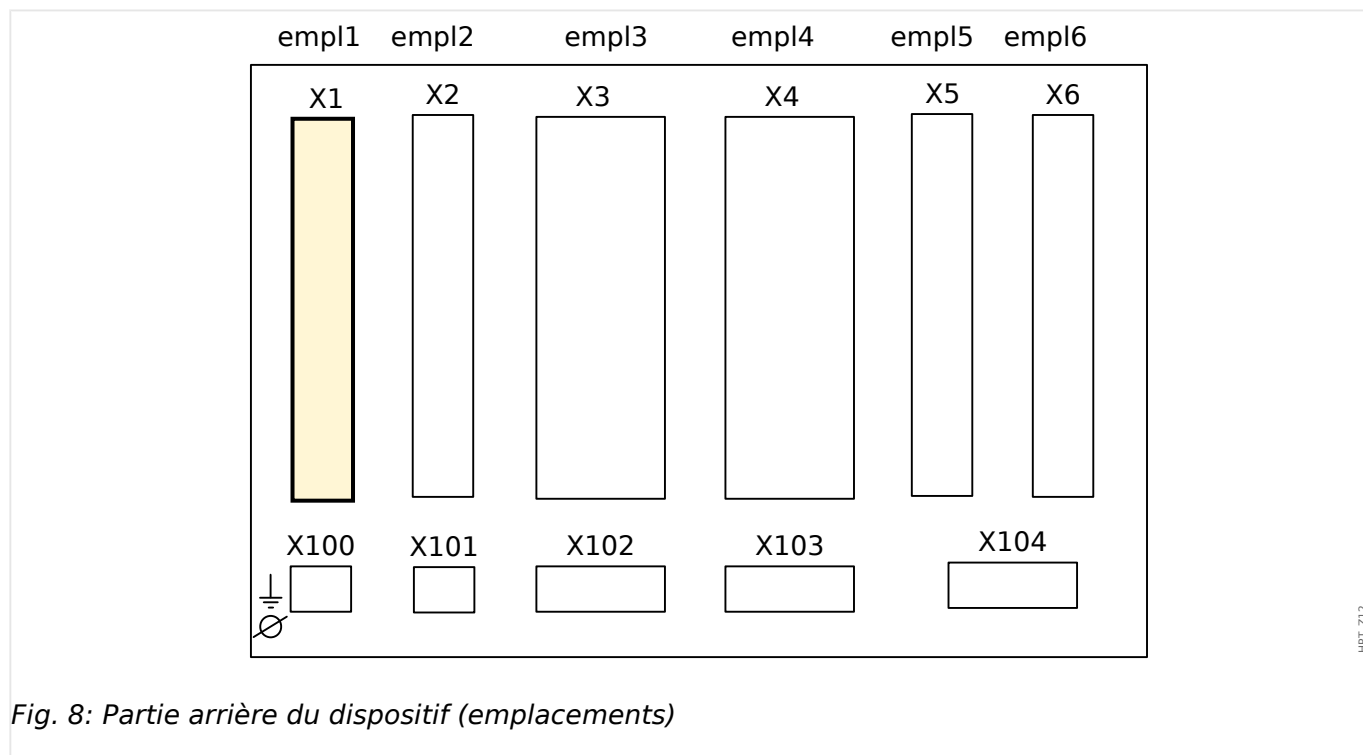 empl1 empl2 empl3 empl4 empl5 empl6
X1 X2 X3 X4 X5 X6
X100 X101 X102 X103 X104
HPT_Z12
Fig. 8: Partie arrière du dispositif (emplacements)